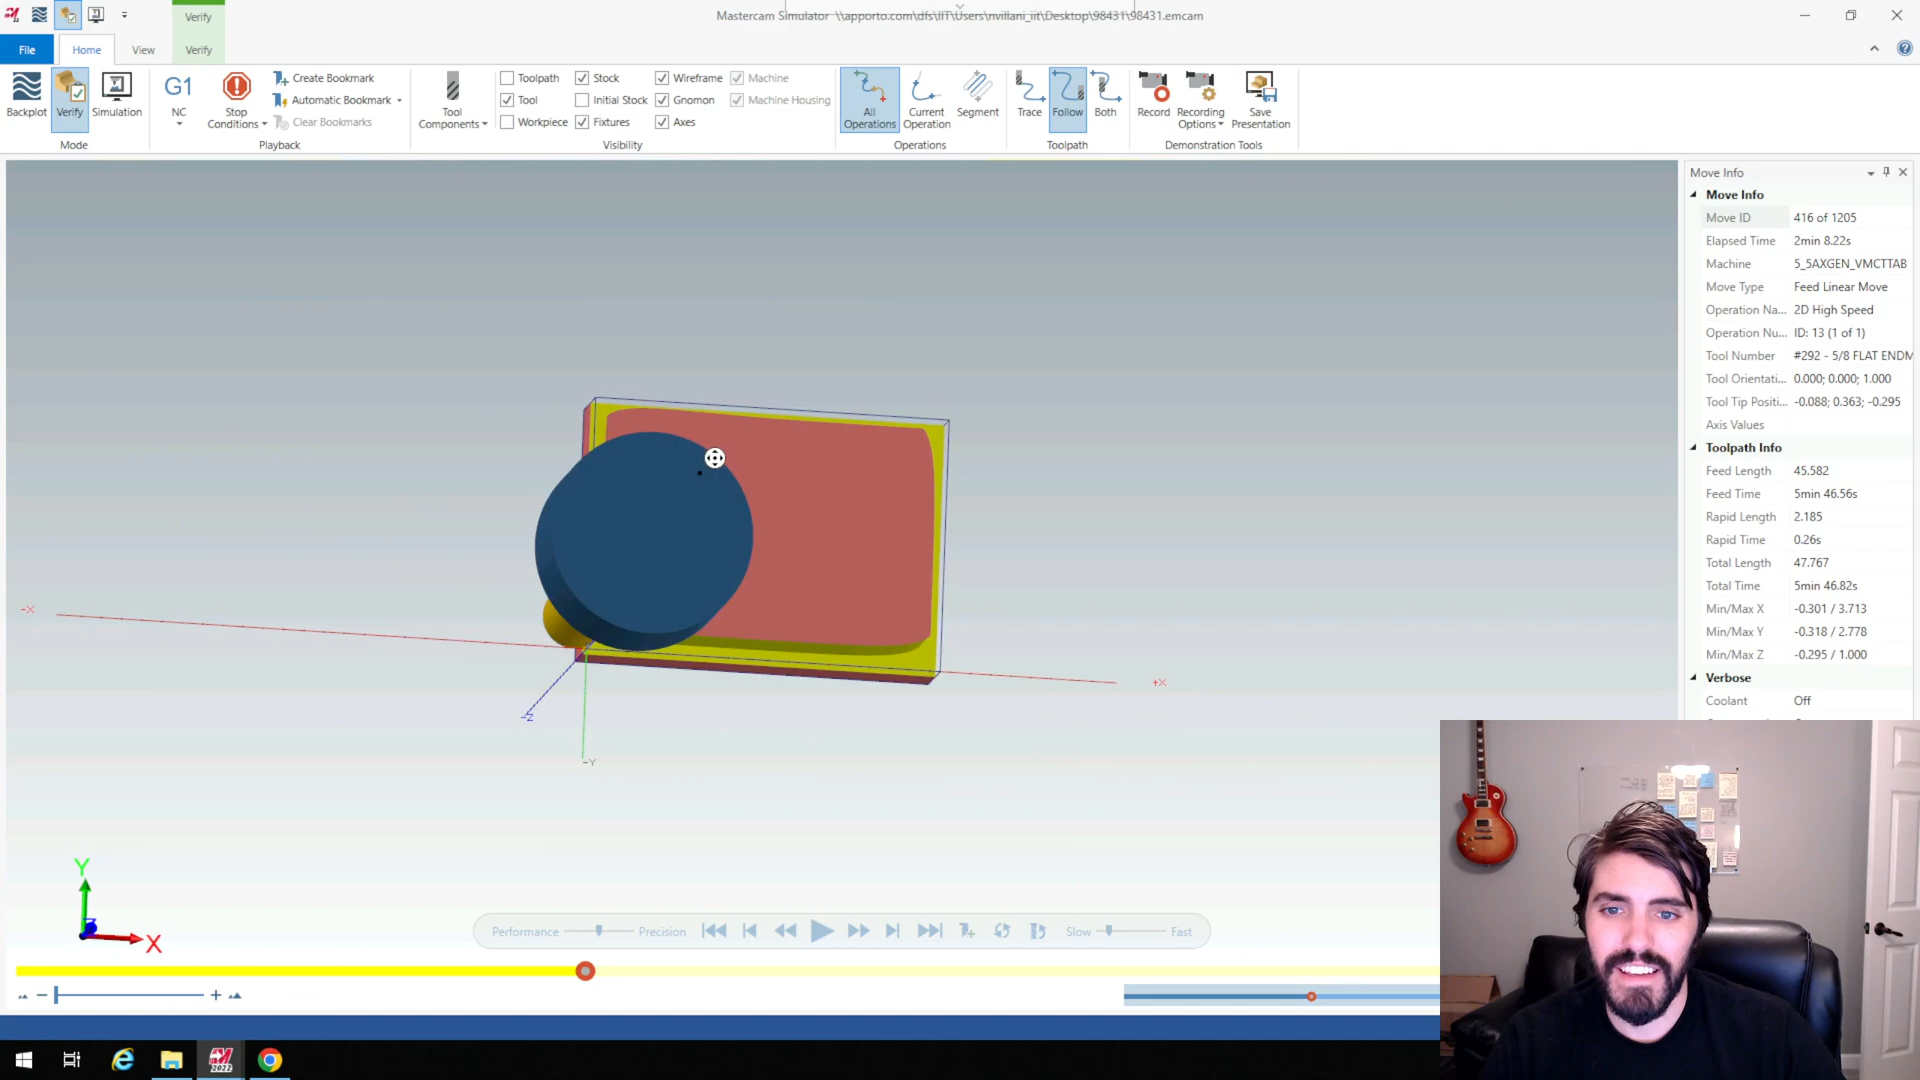 Mastercam Simulator \\apporto.com\dfs\IIT\Users\nvillani_iit\Desktop\98431\98431.emcam
Verify
File
Home
View
Verify
Backplot
Verify
Simulation
Mode
G1
NC
Stop
Conditions
Create Bookmark
Automatic Bookmark
Clear Bookmarks
Playback
Tool
Components
Toolpath
Tool
Workpiece
Stock
Initial Stock
Fixtures
Wireframe
Gnomon
Axes
Machine
Machine Housing
Visibility
All
Operations
Current
Operation
Segment
Operations
Trace
Follow
Both
Toolpath
Record
Recording
Options
Save
Presentation
Demonstration Tools
Move Info
Move Info
Move ID 416 of 1205
Elapsed Time 2min 8.22s
Machine 5_5AXGEN_VMCTTAB
Move Type Feed Linear Move
Operation Na... 2D High Speed
Operation Nu... ID: 13 (1 of 1)
Tool Number #292 - 5/8 FLAT ENDM
Tool Orientati... 0.000; 0.000; 1.000
Tool Tip Positi... -0.088; 0.363; -0.295
Axis Values
Toolpath Info
Feed Length 45.582
Feed Time 5min 46.56s
Rapid Length 2.185
Rapid Time 0.26s
Total Length 47.767
Total Time 5min 46.82s
Min/Max X -0.301 / 3.713
Min/Max Y -0.318 / 2.778
Min/Max Z -0.295 / 1.000
Verbose
Coolant Off
-X
+X
-Z
-Y
Y
Z
X
Performance
Precision
Slow
Fast
2022